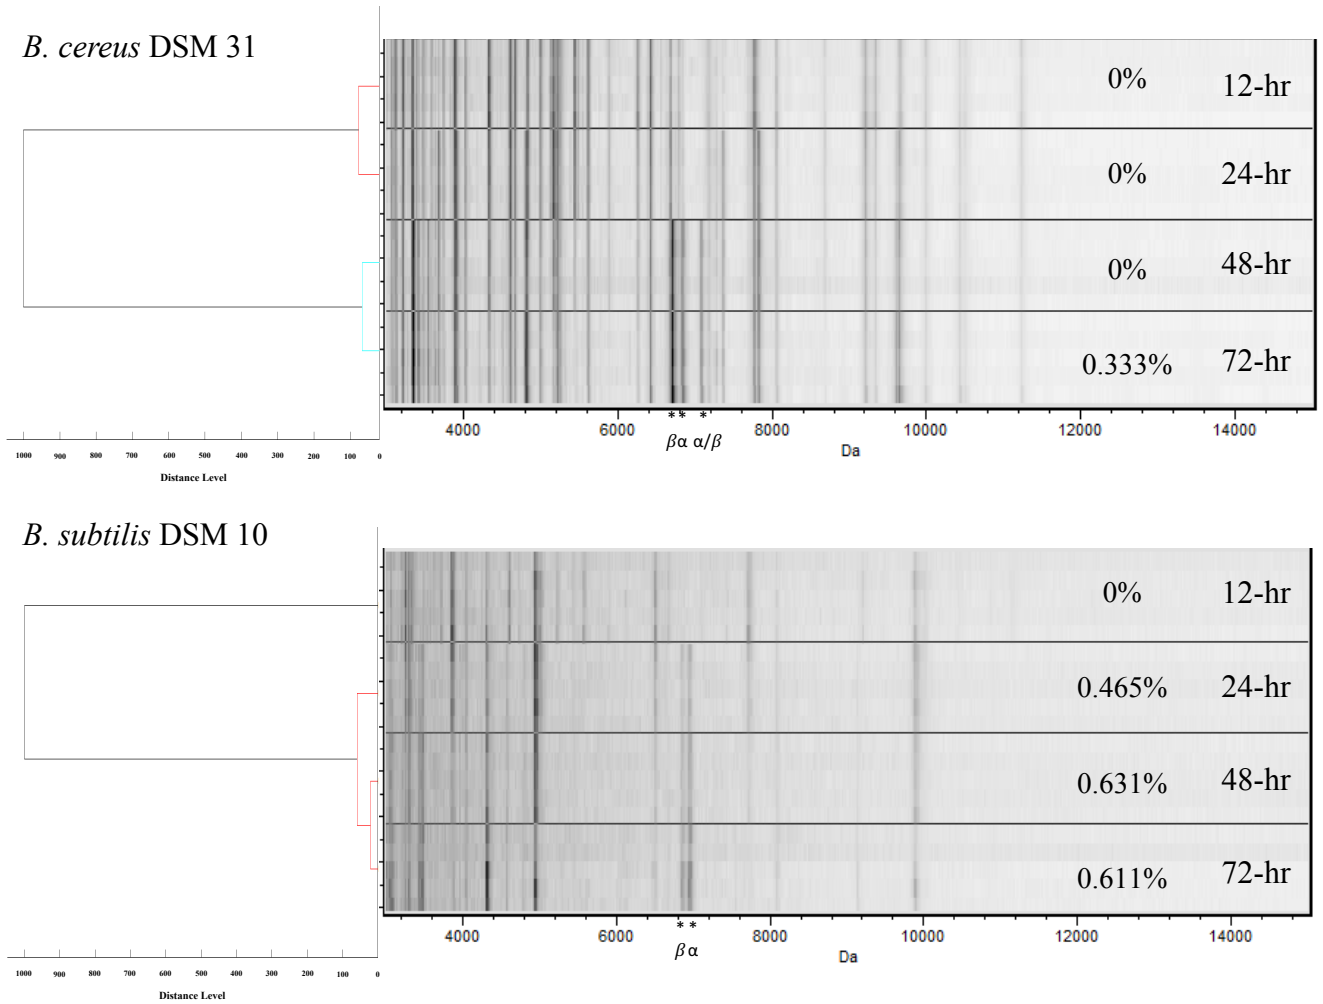 B. cereus DSM 31
0% 12-hr
0% 24-hr
0% 48-hr
0.333% 72-hr
** *
βα α/β
4000 6000 8000 10000 12000 14000
Da
1000 900 800 700 600 500 400 300 200 100 0
Distance Level
B. subtilis DSM 10
0% 12-hr
0.465% 24-hr
0.631% 48-hr
0.611% 72-hr
**
βα
4000 6000 8000 10000 12000 14000
Da
1000 900 800 700 600 500 400 300 200 100 0
Distance Level